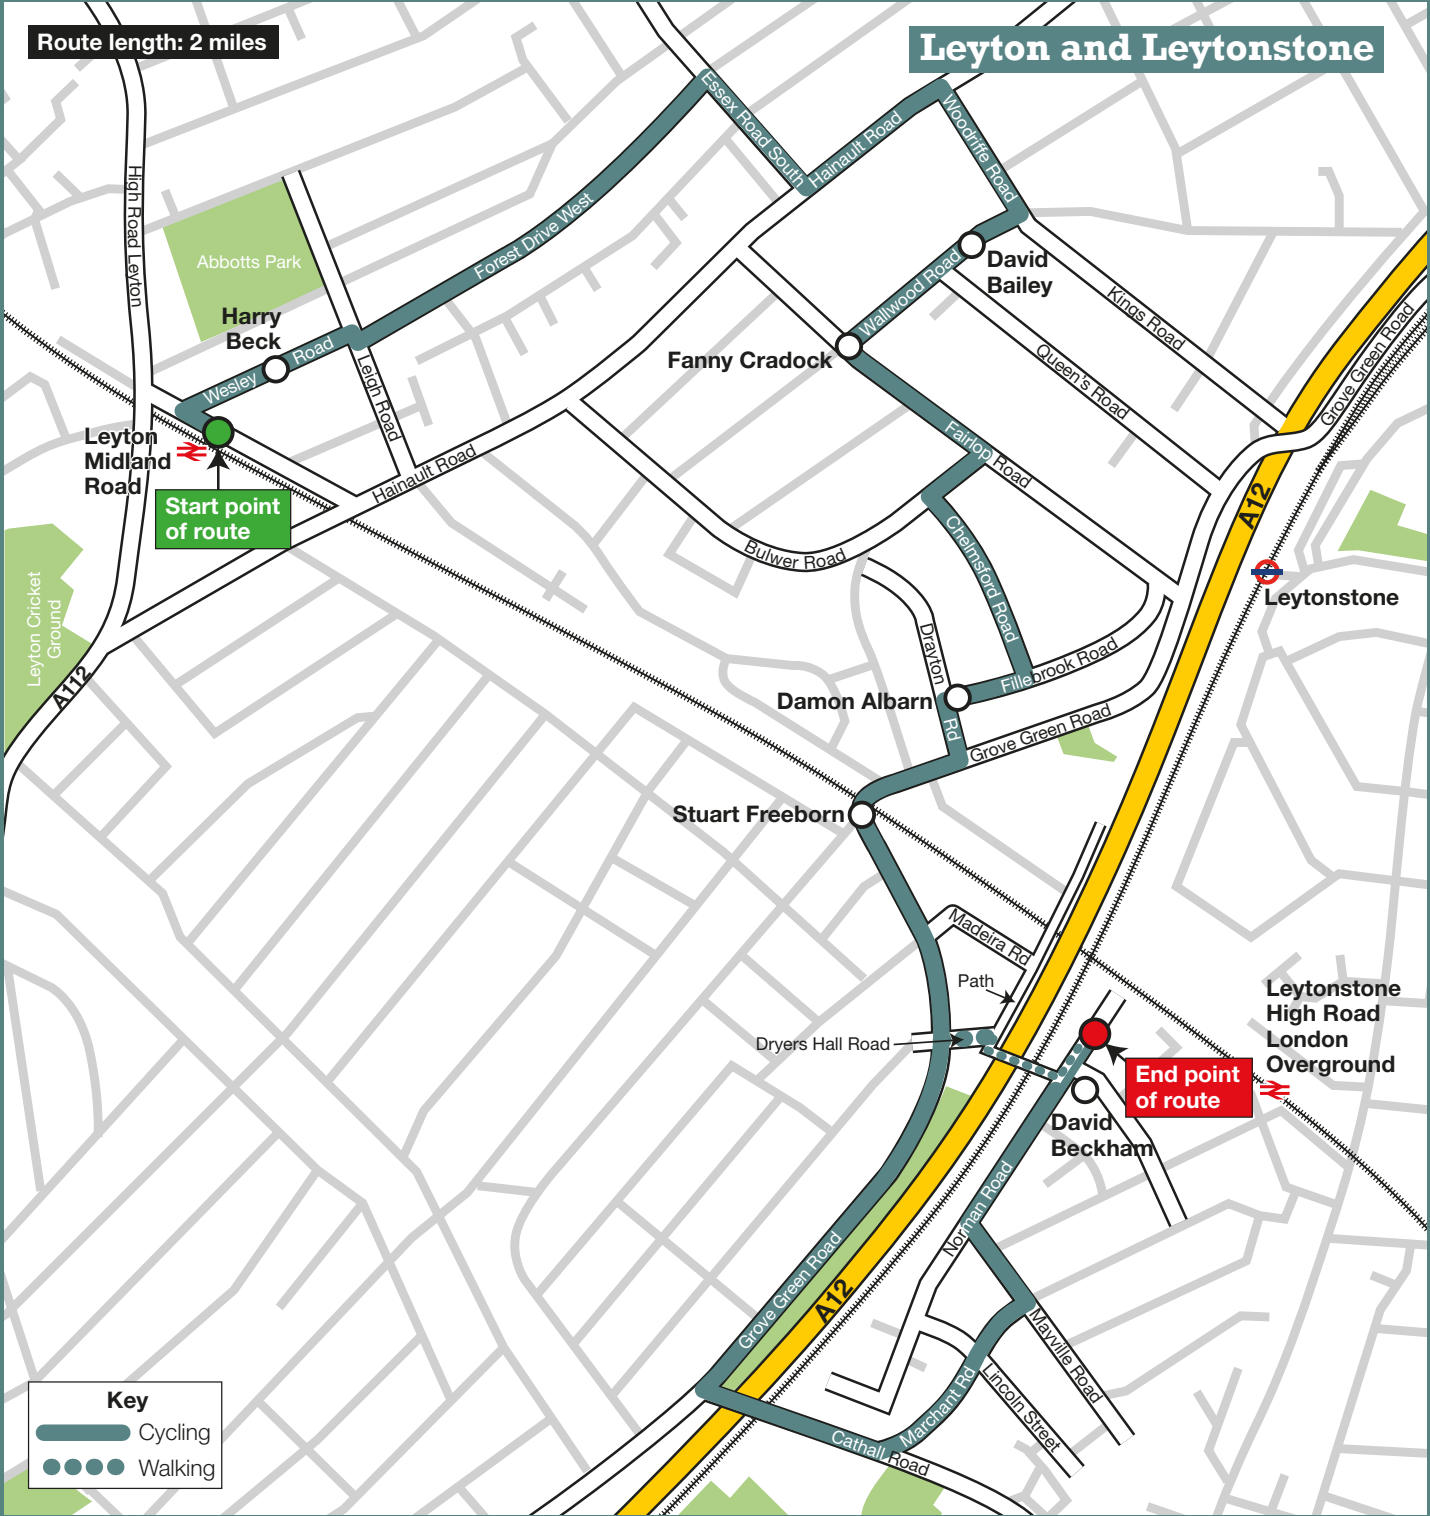 Route length: 2 miles
Leyton and Leytonstone
Essex Road South
Hainault Road
Woodriffe Road
High Road Leyton
Abbotts Park
Forest Drive West
David
Bailey
Wallwood Road
Kings Road
Grove Green Road
Harry
Beck
Wesley Road
Leigh Road
Fanny Cradock
Queen's Road
Leyton
Midland
Road
Start point
of route
Hainault Road
Fairlop Road
A12
Bulwer Road
Chelmsford Road
Leytonstone
Leyton Cricket
Ground
A112
Drayton Rd
Fillebrook Road
Damon Albarn
Grove Green Road
Stuart Freeborn
Madeira Rd
Path
Dryers Hall Road
Leytonstone
High Road
London
Overground
End point
of route
David
Beckham
Norman Road
Grove Green Road
A12
Mayville Road
Lincoln Street
Marchant Rd
Cathall Road
Key
Cycling
Walking